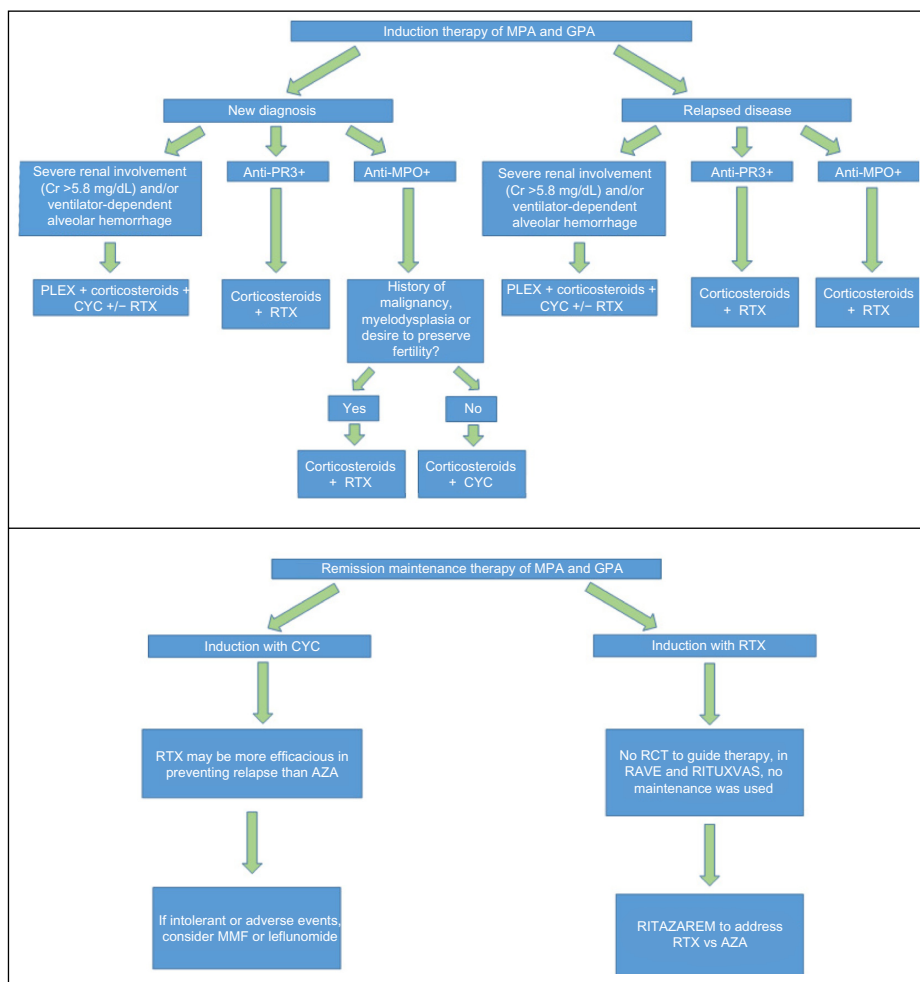 Induction therapy of MPA and GPA
New diagnosis
Relapsed disease
Severe renal involvement
(Cr >5.8 mg/dL) and/or
ventilator-dependent
alveolar hemorrhage
Anti-PR3+
Anti-MPO+
Severe renal involvement
(Cr >5.8 mg/dL) and/or
ventilator-dependent
alveolar hemorrhage
Anti-PR3+
Anti-MPO+
PLEX + corticosteroids +
CYC +/− RTX
Corticosteroids
+ RTX
History of
malignancy,
myelodysplasia or
desire to preserve
fertility?
PLEX + corticosteroids +
CYC +/− RTX
Corticosteroids
+ RTX
Corticosteroids
+ RTX
Yes
No
Corticosteroids
+ RTX
Corticosteroids
+ CYC
Remission maintenance therapy of MPA and GPA
Induction with CYC
Induction with RTX
RTX may be more efficacious in
preventing relapse than AZA
No RCT to guide therapy, in
RAVE and RITUXVAS, no
maintenance was used
If intolerant or adverse events,
consider MMF or leflunomide
RITAZAREM to address
RTX vs AZA